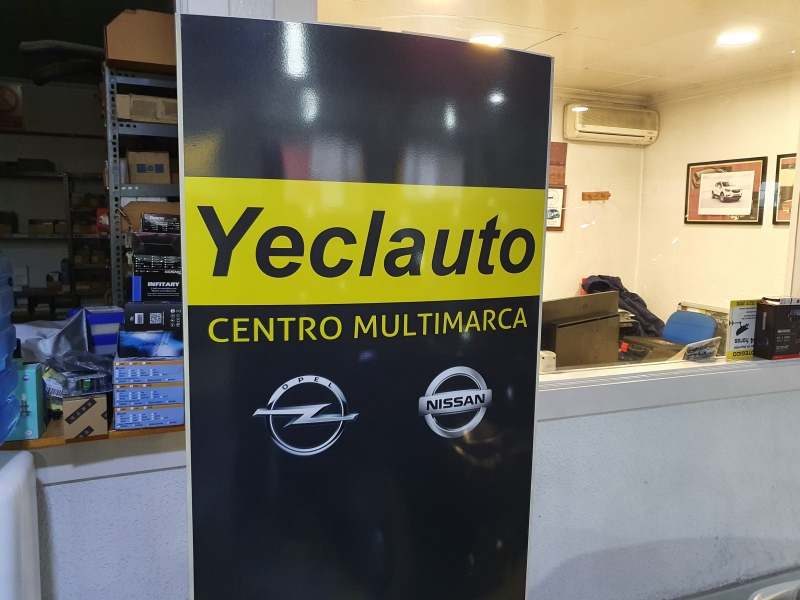 Yeclauto
CENTRO MULTIMARCA
OPEL
NISSAN
INFITARY